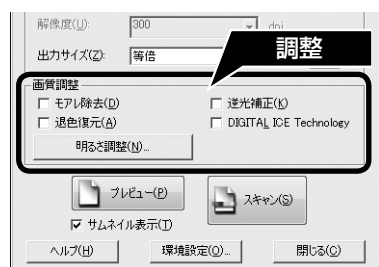 解像度(U): 300 dpi
出力サイズ(Z): 等倍
調整
画質調整
モアレ除去(D) 逆光補正(K)
退色復元(A) DIGITAL ICE Technology
明るさ調整(N)...
プレビュー(P) スキャン(S)
サムネイル表示(T)
ヘルプ(H) 環境設定(O)... 閉じる(C)